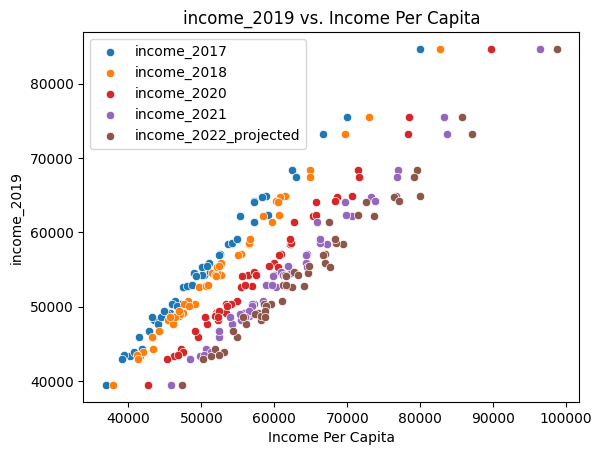 income_2019 vs. Income Per Capita
income_2017
income_2018
income_2020
income_2021
income_2022_projected
income_2019
80000
70000
60000
50000
40000
40000 50000 60000 70000 80000 90000 100000
Income Per Capita